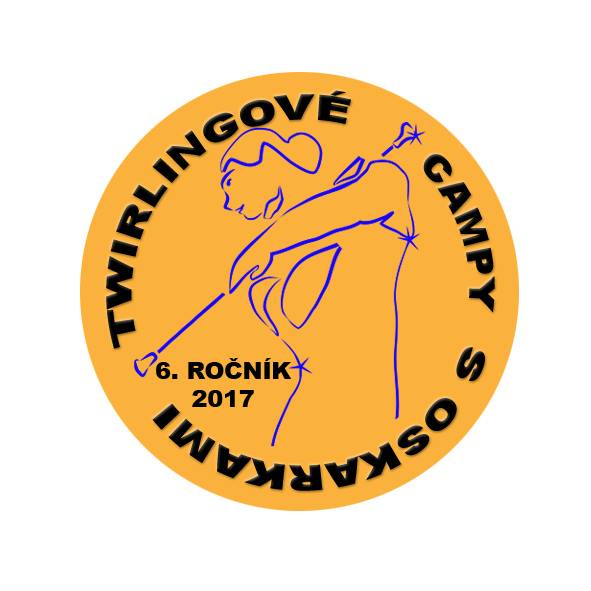 TWIRLINGOVÉ CAMPY S OSKARKAMI
6. ROČNÍK
2017